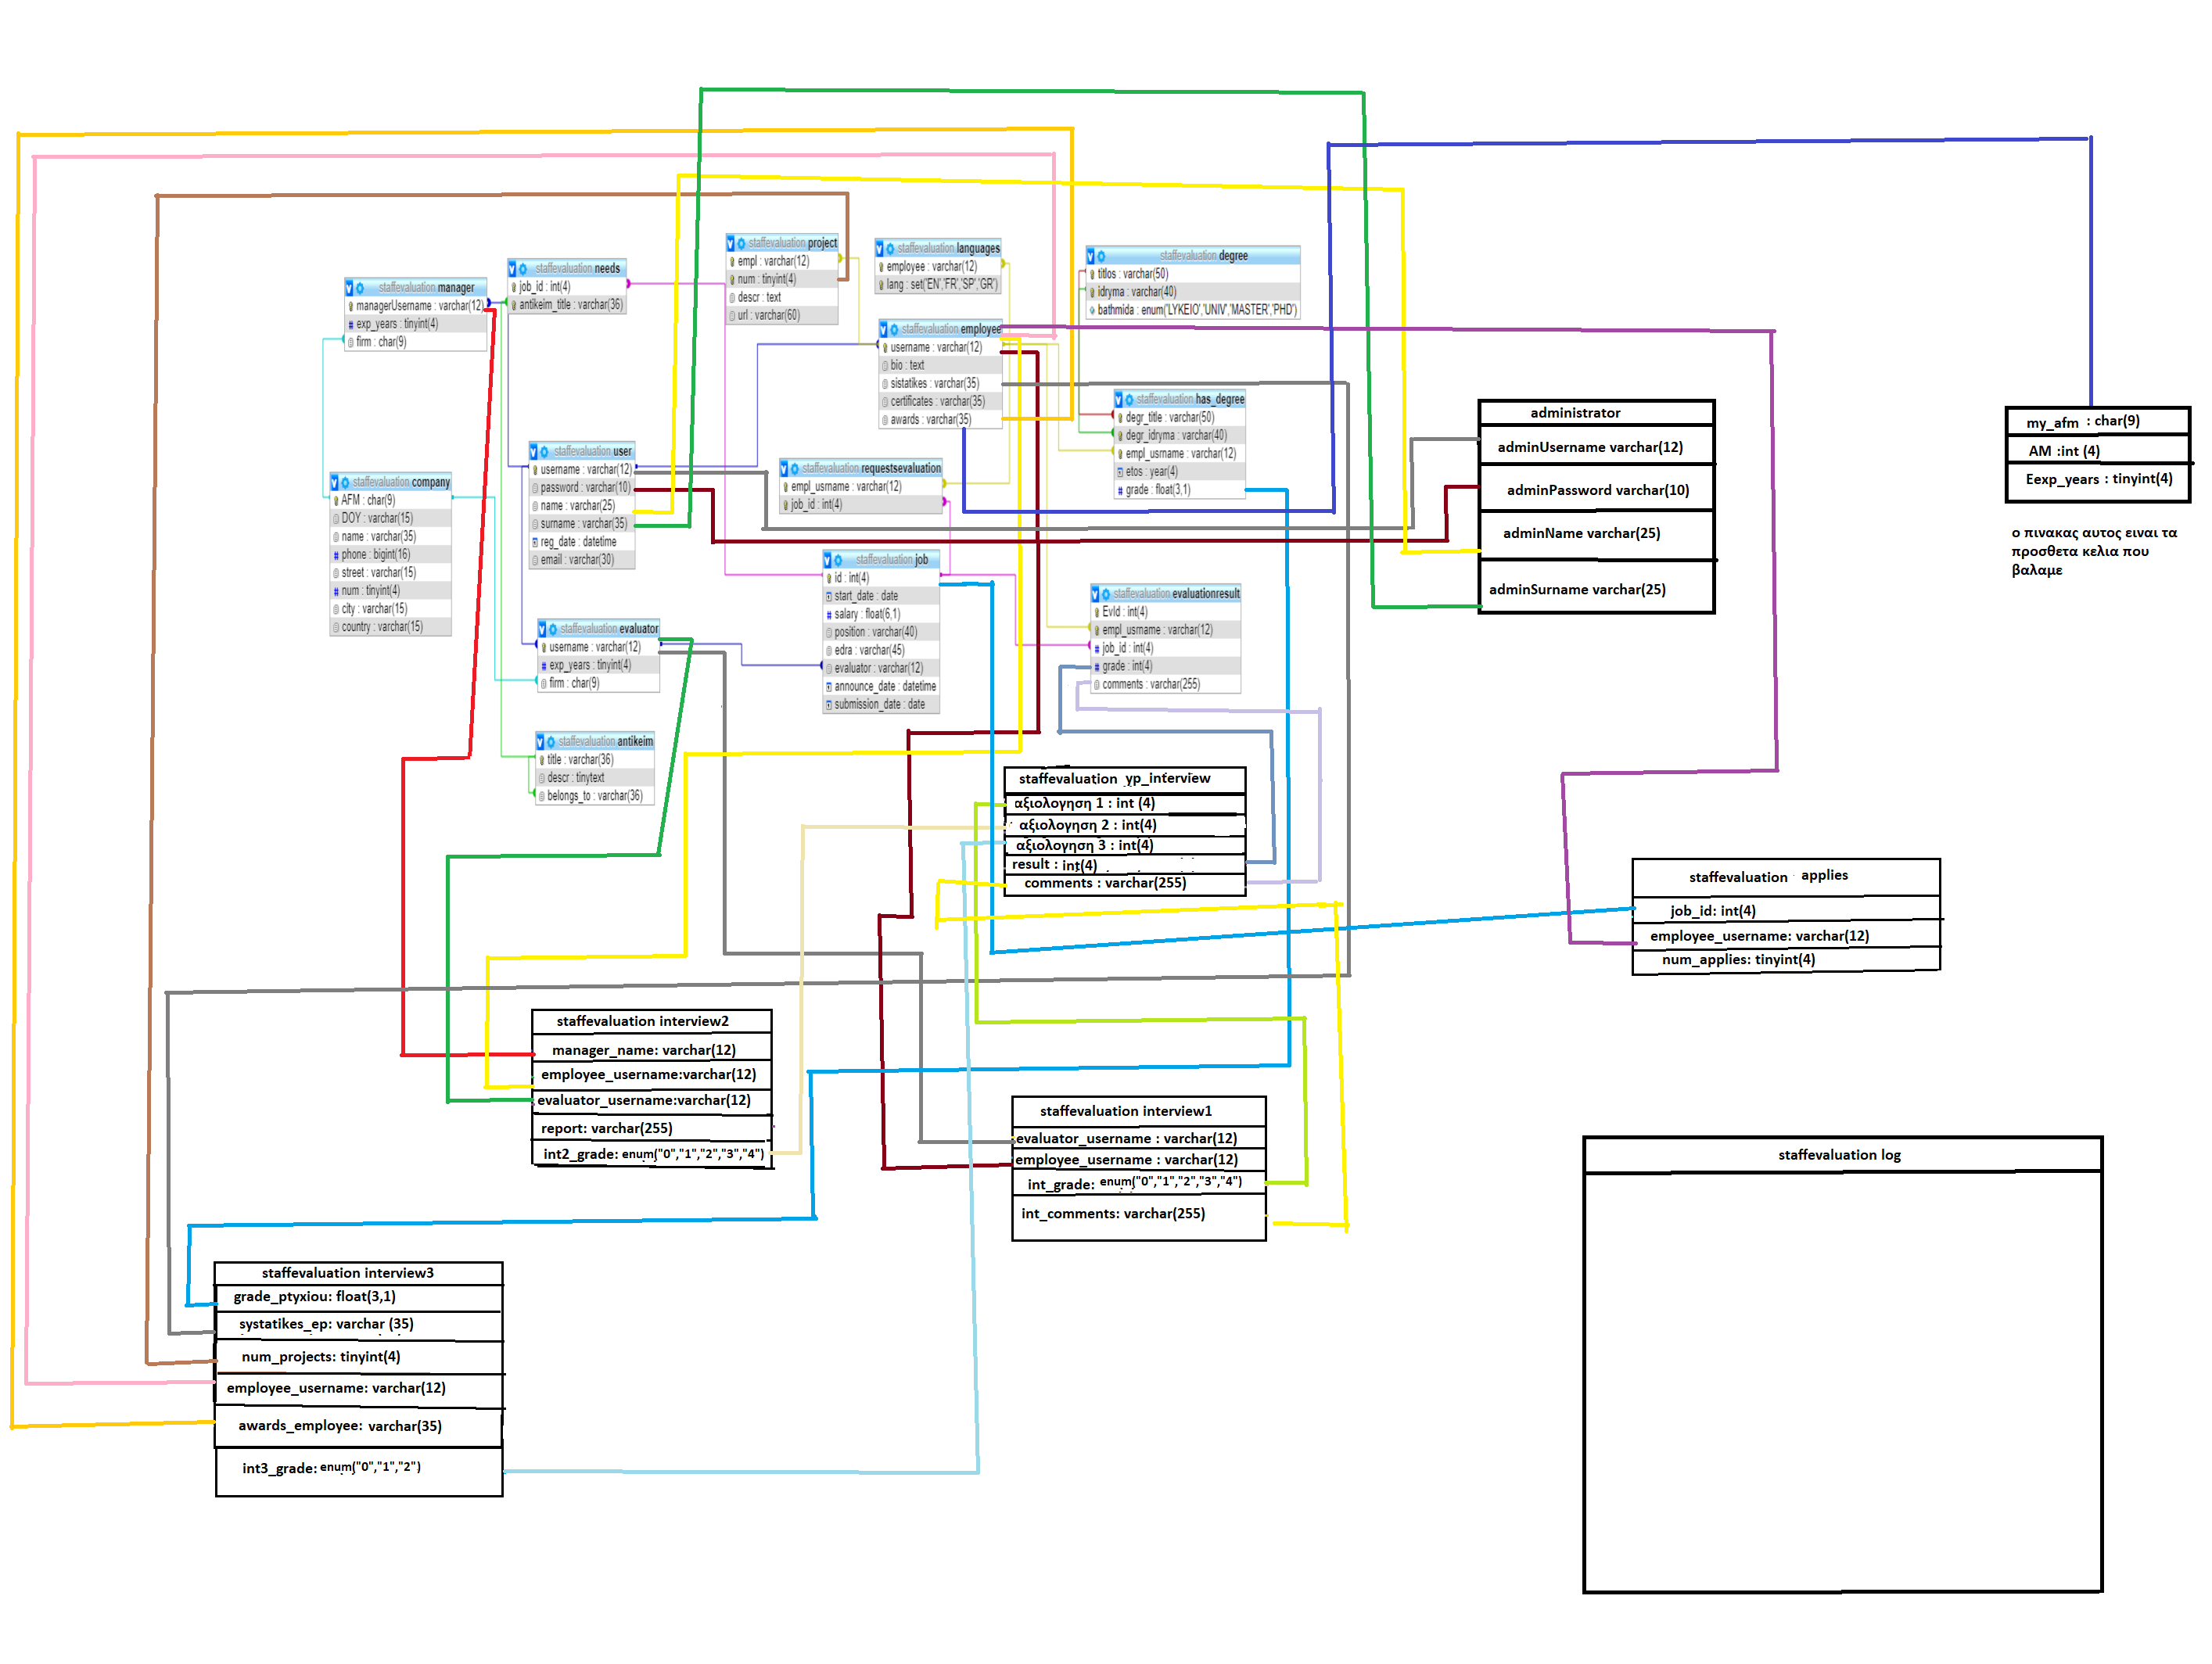 staffevaluation manager
managerUsername : varchar(12)
exp_years : tinyint(4)
firm : char(9)
staffevaluation needs
job_id : int(4)
antikeim_title : varchar(36)
staffevaluation project
empl : varchar(12)
num : tinyint(4)
descr : text
url : varchar(60)
staffevaluation languages
employee : varchar(12)
lang : set('EN','FR','SP','GR')
staffevaluation degree
titlos : varchar(50)
idryma : varchar(40)
bathmida : enum('LYKEIO','UNIV','MASTER','PHD')
staffevaluation employee
username : varchar(12)
bio : text
sistatikes : varchar(35)
certificates : varchar(35)
awards : varchar(35)
staffevaluation has_degree
degr_title : varchar(50)
degr_idryma : varchar(40)
empl_usrname : varchar(12)
etos : year(4)
grade : float(3,1)
administrator
adminUsername varchar(12)
adminPassword varchar(10)
adminName varchar(25)
adminSurname varchar(25)
my_afm : char(9)
AM :int (4)
Eexp_years : tinyint(4)
ο πινακας αυτος ειναι τα
προσθετα κελια που
βαλαμε
staffevaluation company
AFM : char(9)
DOY : varchar(15)
name : varchar(35)
phone : bigint(16)
street : varchar(15)
num : tinyint(4)
city : varchar(15)
country : varchar(15)
staffevaluation user
username : varchar(12)
password : varchar(10)
name : varchar(25)
surname : varchar(35)
reg_date : datetime
email : varchar(30)
staffevaluation requestsevaluation
empl_usrname : varchar(12)
job_id : int(4)
staffevaluation job
id : int(4)
start_date : date
salary : float(6,1)
position : varchar(40)
edra : varchar(45)
evaluator : varchar(12)
announce_date : datetime
submission_date : date
staffevaluation evaluationresult
EvId : int(4)
empl_usrname : varchar(12)
job_id : int(4)
grade : int(4)
comments : varchar(255)
staffevaluation evaluator
username : varchar(12)
exp_years : tinyint(4)
firm : char(9)
staffevaluation antikeim
title : varchar(36)
descr : tinytext
belongs_to : varchar(36)
staffevaluation yp_interview
αξιολογηση 1 : int (4)
αξιολογηση 2 : int(4)
αξιολογηση 3 : int(4)
result : int(4)
comments : varchar(255)
staffevaluation applies
job_id: int(4)
employee_username: varchar(12)
num_applies: tinyint(4)
staffevaluation interview2
manager_name: varchar(12)
employee_username:varchar(12)
evaluator_username:varchar(12)
report: varchar(255)
int2_grade: enum("0","1","2","3","4")
staffevaluation interview1
evaluator_username : varchar(12)
employee_username : varchar(12)
int_grade: enum("0","1","2","3","4")
int_comments: varchar(255)
staffevaluation log
staffevaluation interview3
grade_ptyxiou: float(3,1)
systatikes_ep: varchar (35)
num_projects: tinyint(4)
employee_username: varchar(12)
awards_employee: varchar(35)
int3_grade: enum("0","1","2")